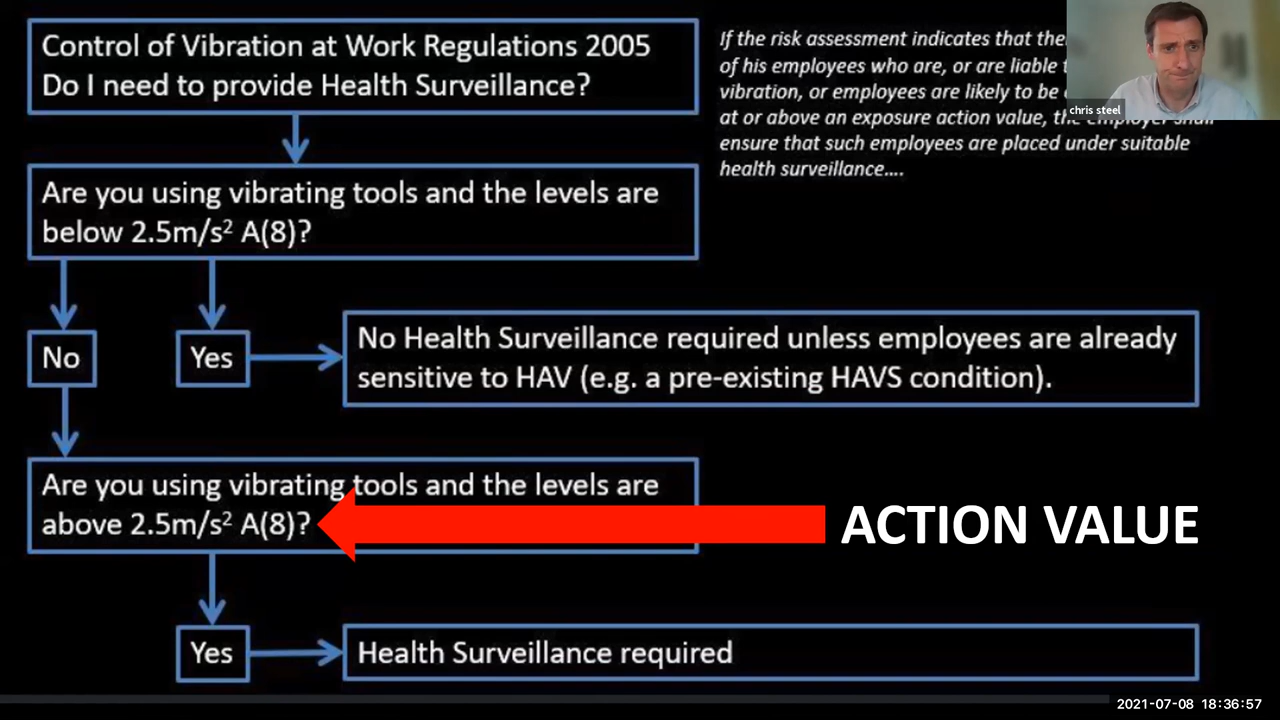 Control of Vibration at Work Regulations 2005
Do I need to provide Health Surveillance?
If the risk assessment indicates that
of his employees who are, or are liable
vibration, or employees are likely to be
at or above an exposure action value, the employer shall
ensure that such employees are placed under suitable
health surveillance....
chris steel
Are you using vibrating tools and the levels are
below 2.5m/s² A(8)?
No
Yes
No Health Surveillance required unless employees are already
sensitive to HAV (e.g. a pre-existing HAVS condition).
Are you using vibrating tools and the levels are
above 2.5m/s² A(8)?
ACTION VALUE
Yes
Health Surveillance required
2021-07-08 18:36:57